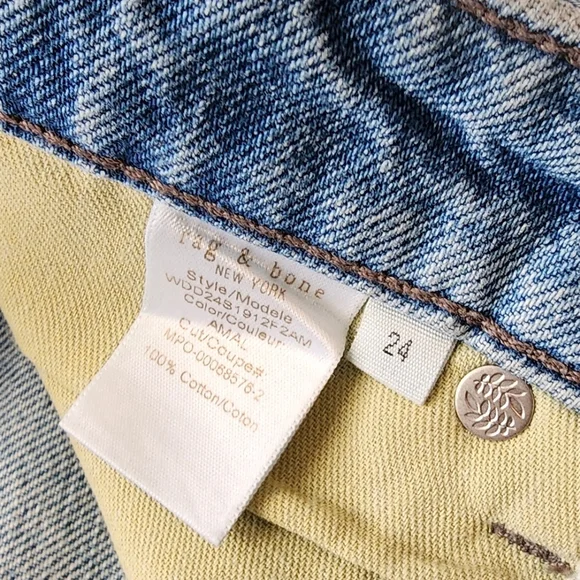 rag & bone
NEW YORK
Style/Modele
WDD24S1912F2AM
Color/Couleur
AMAL
Cut/Coupe#
MPO-00068576-2
100% Cotton/Coton
24